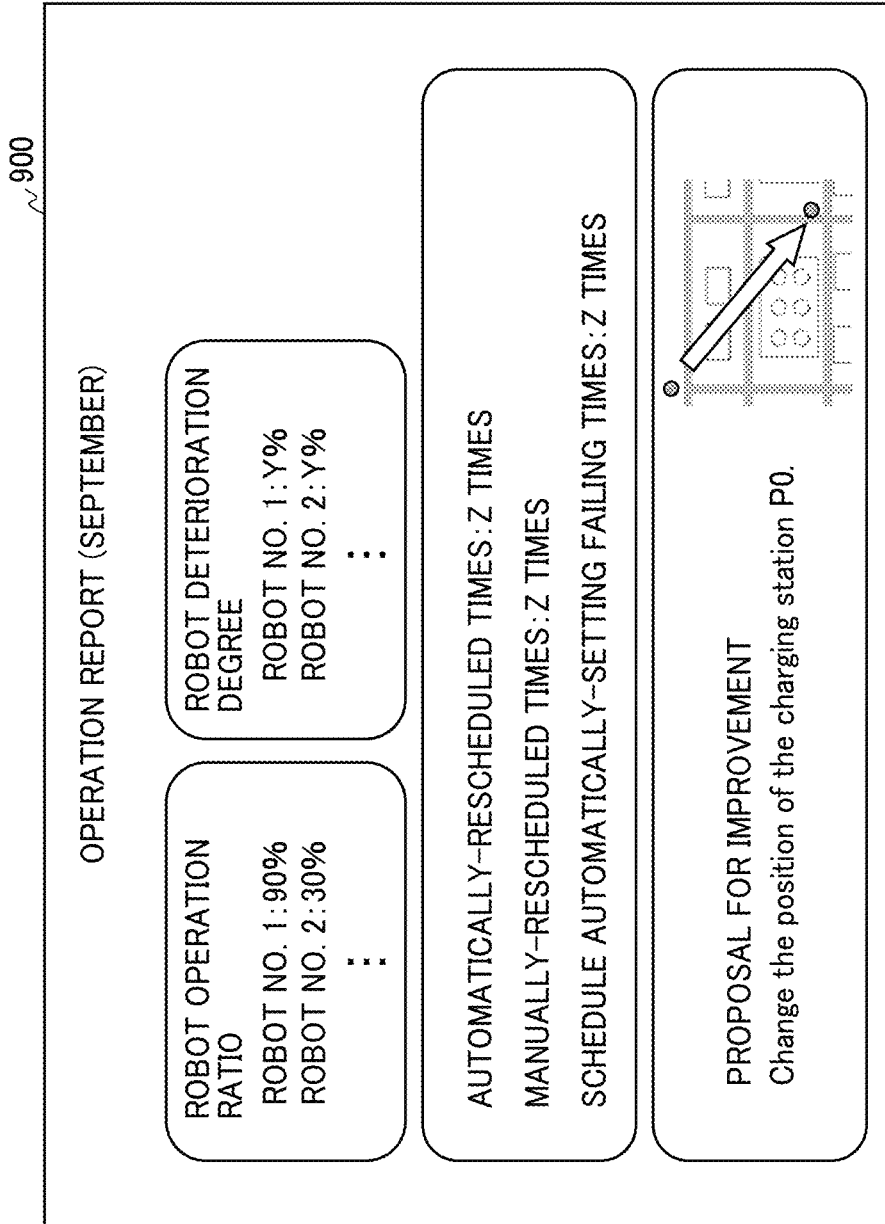 900
OPERATION REPORT (SEPTEMBER)
ROBOT OPERATION
RATIO
ROBOT NO. 1:90%
ROBOT NO. 2:30%
ROBOT DETERIORATION
DEGREE
ROBOT NO. 1:Y%
ROBOT NO. 2:Y%
AUTOMATICALLY-RESCHEDULED TIMES:Z TIMES
MANUALLY-RESCHEDULED TIMES:Z TIMES
SCHEDULE AUTOMATICALLY-SETTING FAILING TIMES:Z TIMES
PROPOSAL FOR IMPROVEMENT
Change the position of the charging station P0.